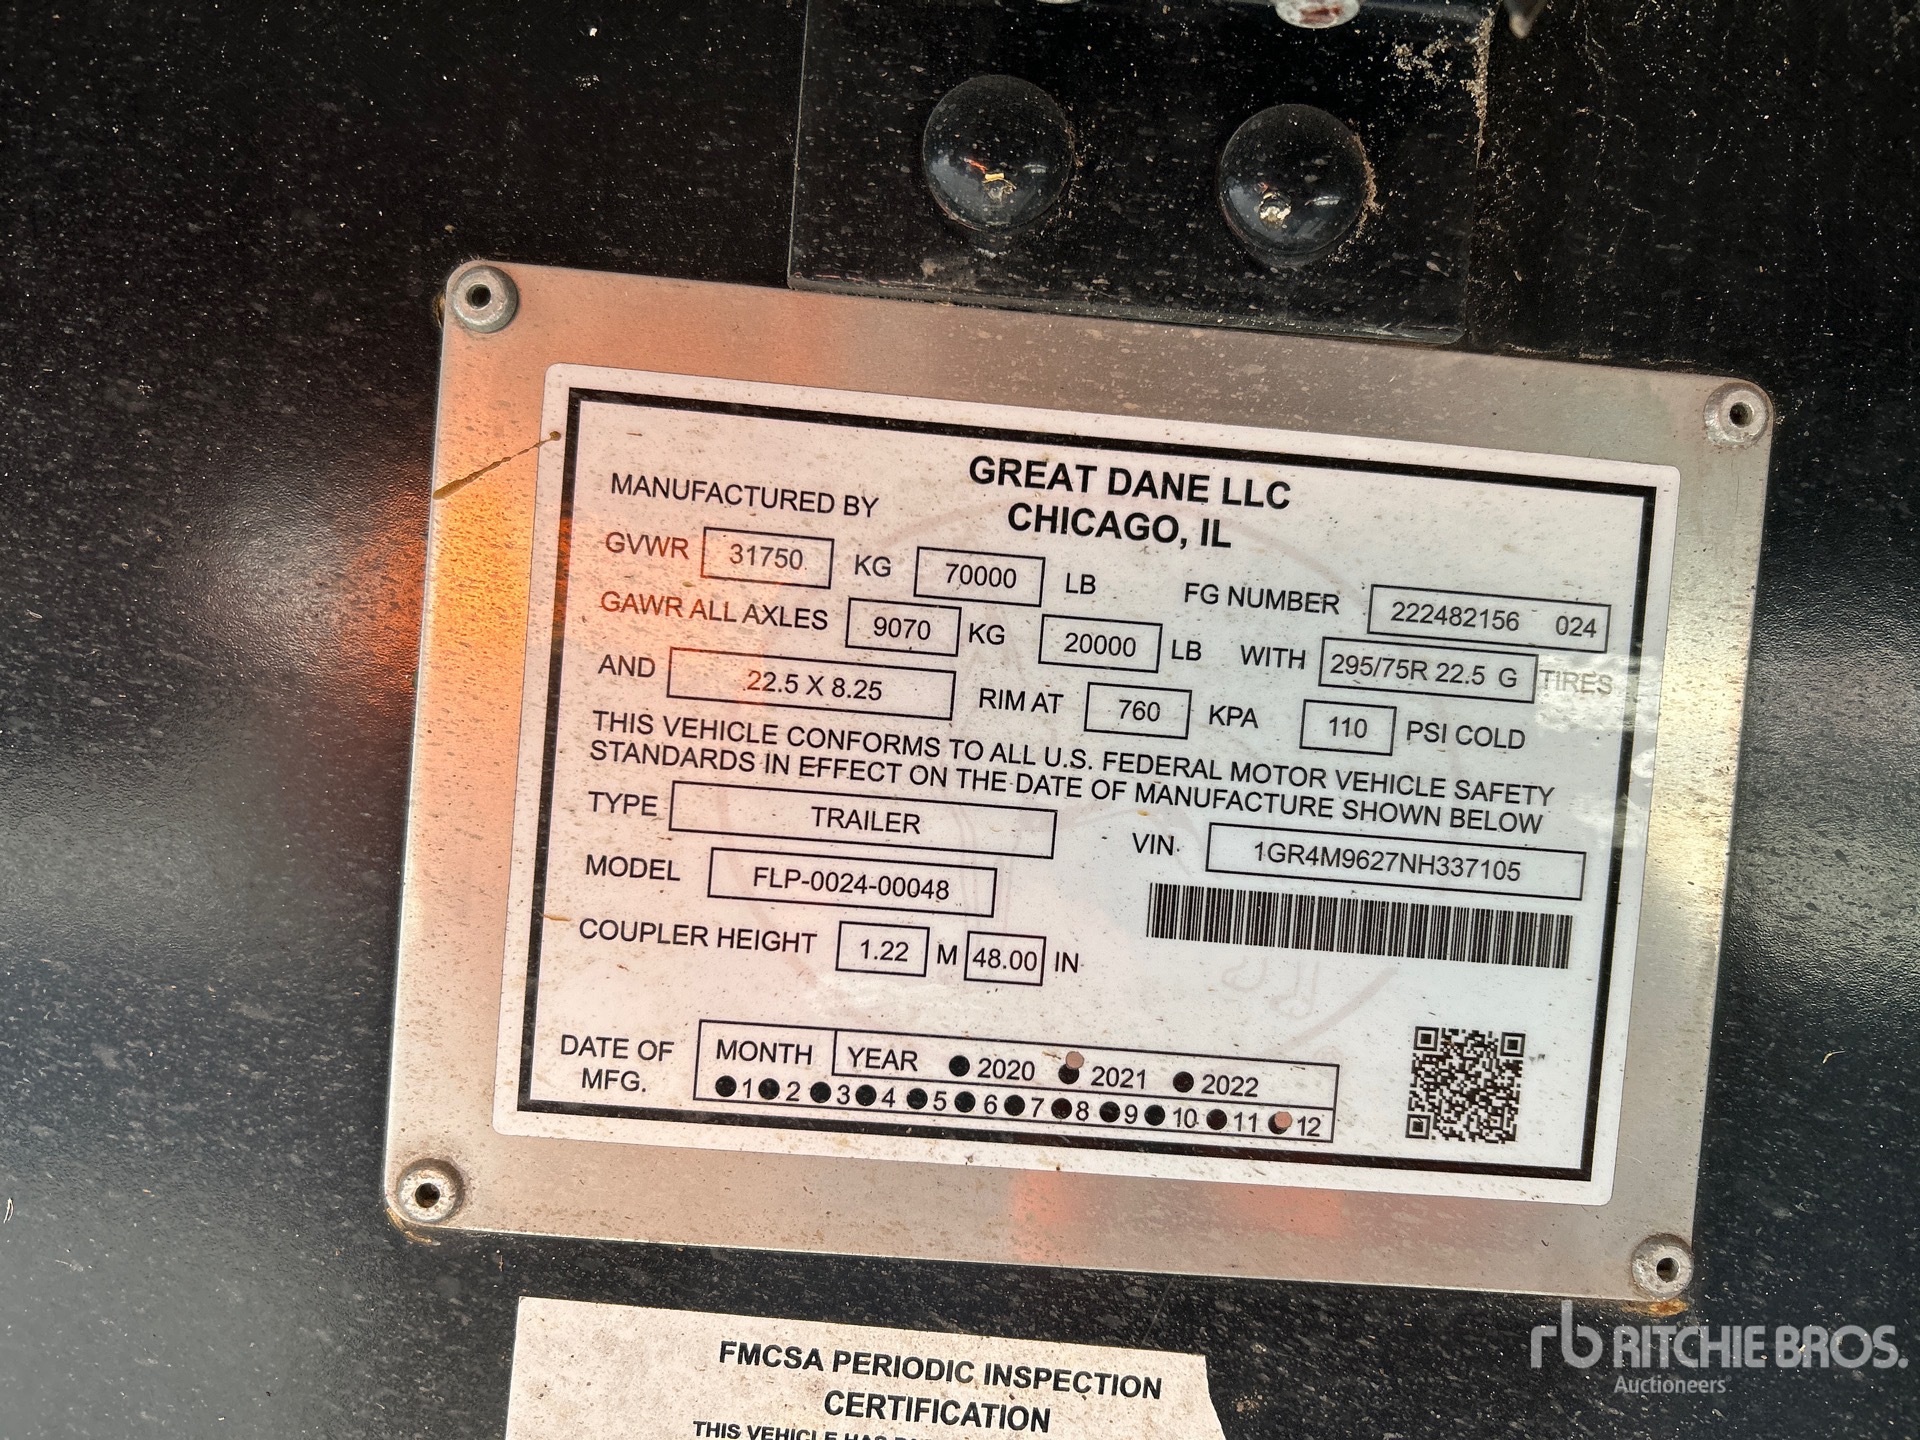 GREAT DANE LLC
MANUFACTURED BY CHICAGO, IL
GVWR 31750 KG 70000 LB FG NUMBER 222482156 024
GAWR ALL AXLES 9070 KG 20000 LB WITH 295/75R 22.5 G TIRES
AND 22.5 X 8.25 RIM AT 760 KPA 110 PSI COLD
THIS VEHICLE CONFORMS TO ALL U.S. FEDERAL MOTOR VEHICLE SAFETY
STANDARDS IN EFFECT ON THE DATE OF MANUFACTURE SHOWN BELOW
TYPE TRAILER VIN 1GR4M9627NH337105
MODEL FLP-0024-00048
COUPLER HEIGHT 1.22 M 48.00 IN
DATE OF MFG. MONTH YEAR 2020 2021 2022
1 2 3 4 5 6 7 8 9 10 11 12
FMCSA PERIODIC INSPECTION
CERTIFICATION
THIS VEHICLE HAS
rb RITCHIE BROS.
Auctioneers